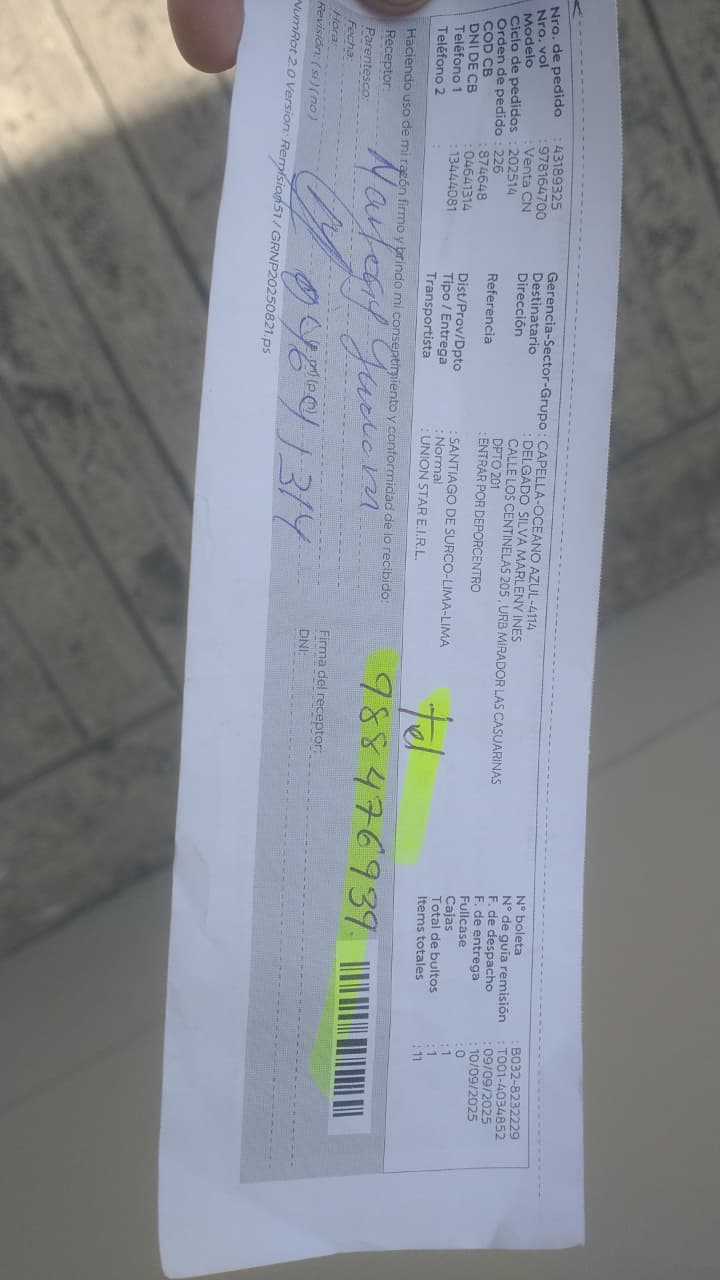 Nro. de pedido : 43189325
Nro. vol : 978164700
Modelo : Venta CN
Ciclo de pedidos : 202514
Orden de pedido : 226
COD CB : 874648
DNI DE CB : 04641314
Teléfono 1 : 13444081
Teléfono 2 :
Gerencia-Sector-Grupo : CAPELLA-OCEANO AZUL-4114
Destinatario : DELGADO SILVA MARLENY INES
Dirección : CALLE LOS CENTINELAS 205 , URB MIRADOR LAS CASUARINAS
DPTO 201
Referencia : ENTRAR POR DEPORCENTRO
Dist/Prov/Dpto : SANTIAGO DE SURCO-LIMA-LIMA
Tipo / Entrega : Normal
Transportista : UNION STAR E.I.R.L.
N° boleta : B032-8232229
N° de guía remisión : T001-4034852
F. de despacho : 09/09/2025
F. de entrega : 10/09/2025
Fullcase : 0
Cajas : 1
Total de bultos : 1
Items totales : 11
tel
Haciendo uso de mi razón firmo y brindo mi consentimiento y conformidad de lo recibido:
Receptor:
988476939
Parentesco:
Fecha:
Hora:
Firma del receptor:
Revisión: (si) (no)
DNI:
NumRot 2.0 Version: Remision51 / GRNP20250821.ps